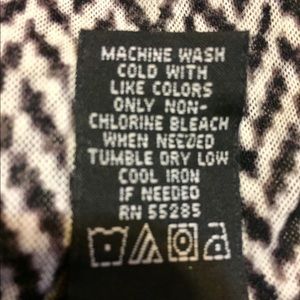 MACHINE WASH
COLD WITH
LIKE COLORS
ONLY NON-
CHLORINE BLEACH
WHEN NEEDED
TUMBLE DRY LOW
COOL IRON
IF NEEDED
RN 55285